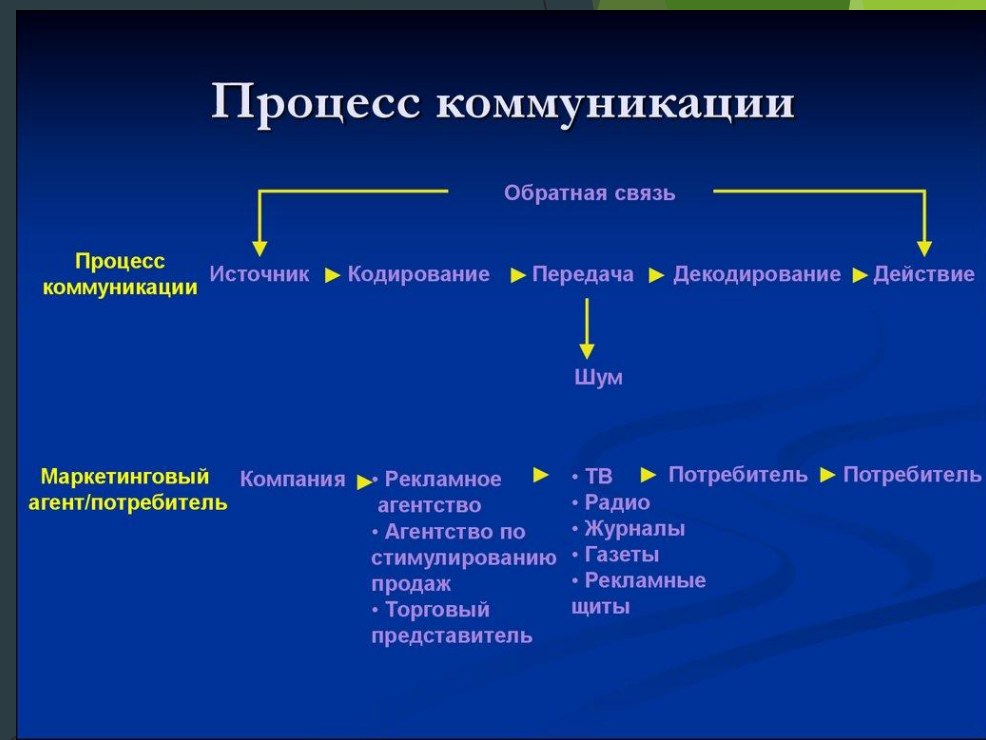 Процесс коммуникации
Обратная связь
Процесс
коммуникации
Источник ► Кодирование ► Передача ► Декодирование ► Действие
Шум
Маркетинговый
агент/потребитель
Компания ►
• Рекламное
агентство
• Агентство по
стимулированию
продаж
• Торговый
представитель
►
• ТВ
• Радио
• Журналы
• Газеты
• Рекламные
щиты
► Потребитель ► Потребитель